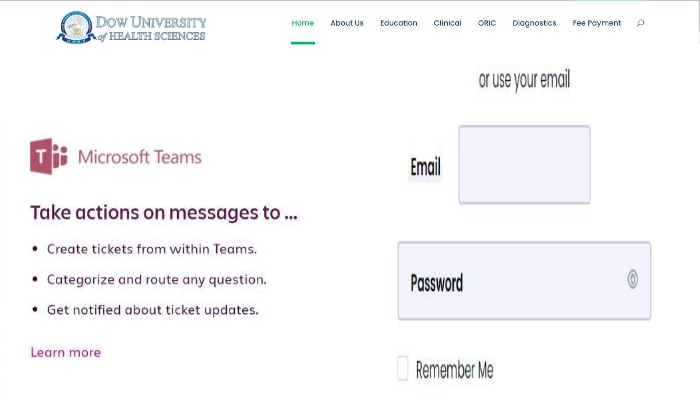 DOW UNIVERSITY
of HEALTH SCIENCES
Home About Us Education Clinical ORIC Diagnostics Fee Payment
or use your email
Microsoft Teams
Email
Take actions on messages to ...
• Create tickets from within Teams.
• Categorize and route any question.
• Get notified about ticket updates.
Learn more
Password
Remember Me